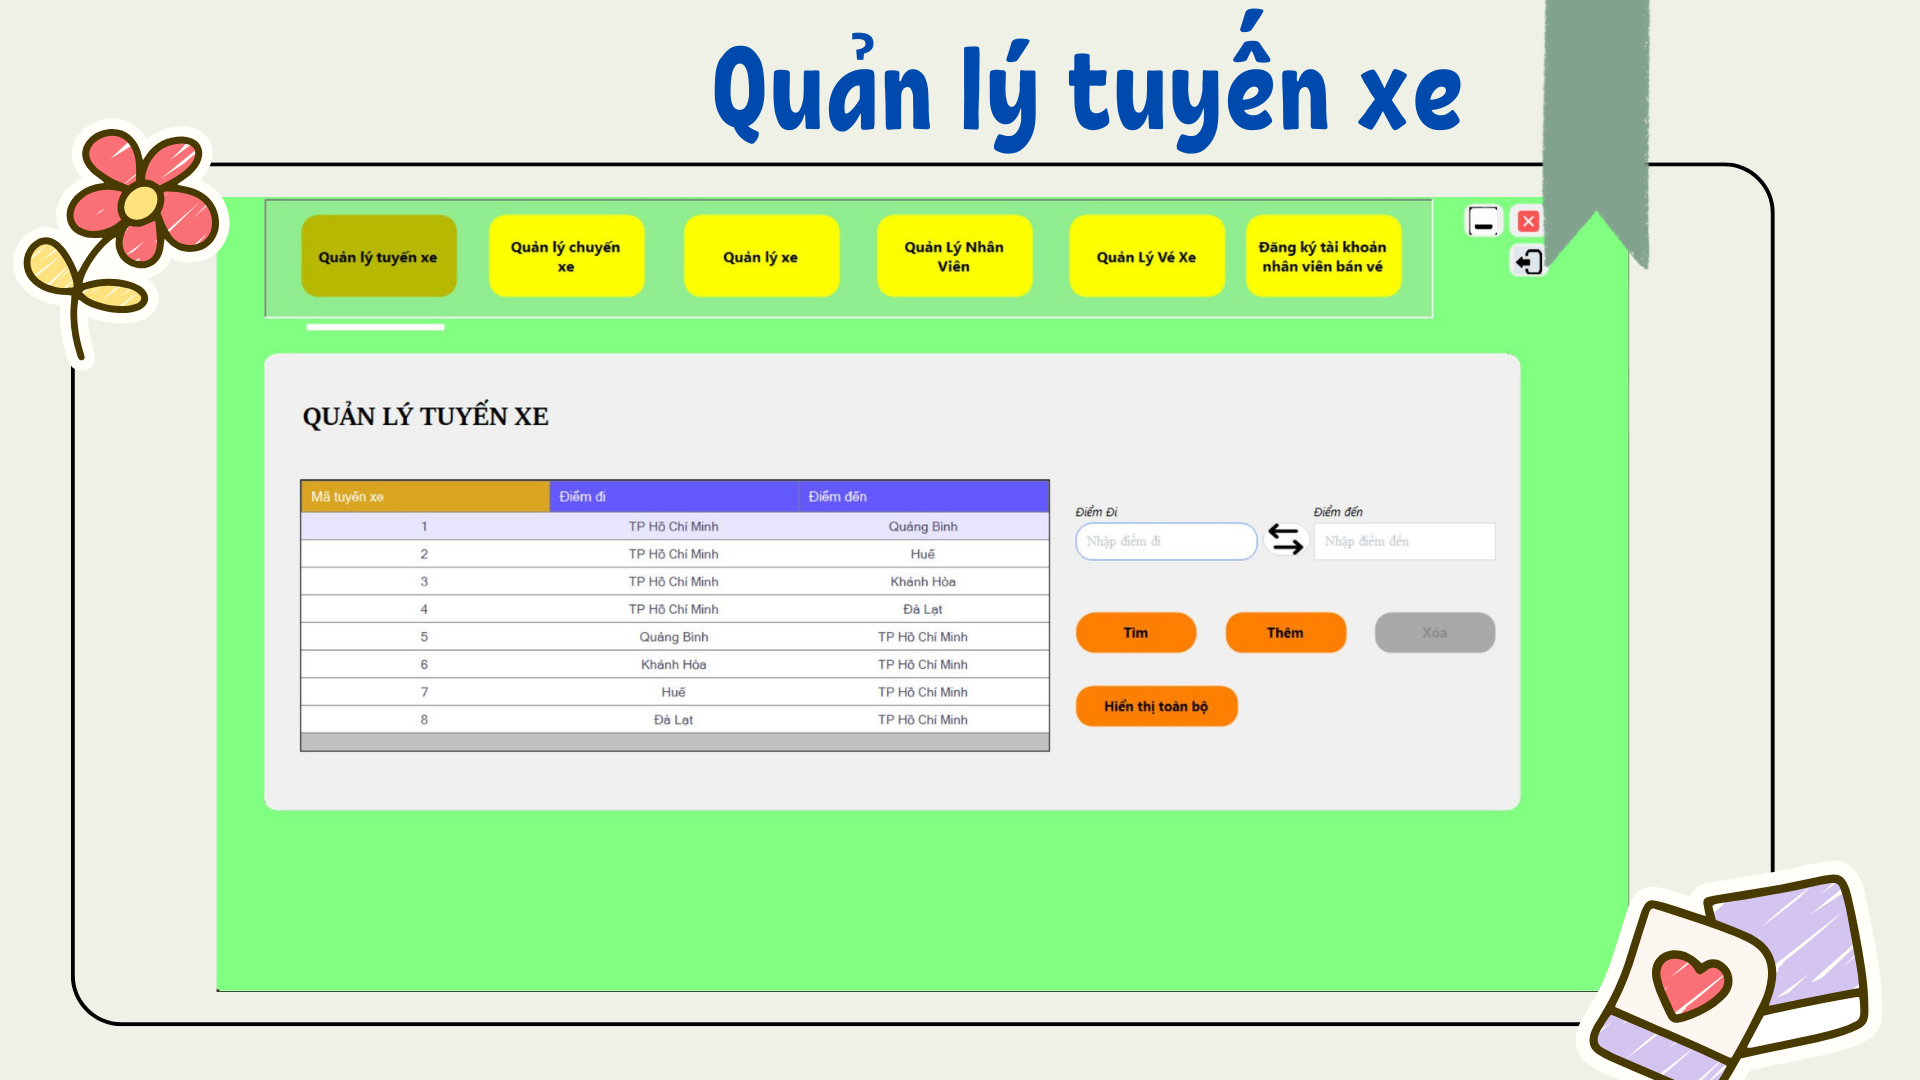 Quản lý tuyến xe
Quản lý tuyến xe
Quản lý chuyến
xe
Quản lý xe
Quản Lý Nhân
Viên
Quản Lý Vé Xe
Đăng ký tài khoản
nhân viên bán vé
QUẢN LÝ TUYẾN XE
Mã tuyến xe Điểm đi Điểm đến
1 TP Hồ Chí Minh Quảng Bình
2 TP Hồ Chí Minh Huế
3 TP Hồ Chí Minh Khánh Hòa
4 TP Hồ Chí Minh Đà Lạt
5 Quảng Bình TP Hồ Chí Minh
6 Khánh Hòa TP Hồ Chí Minh
7 Huế TP Hồ Chí Minh
8 Đà Lạt TP Hồ Chí Minh
Điểm Đi Điểm đến
Nhập điểm đi Nhập điểm đến
Tìm Thêm Xóa
Hiển thị toàn bộ